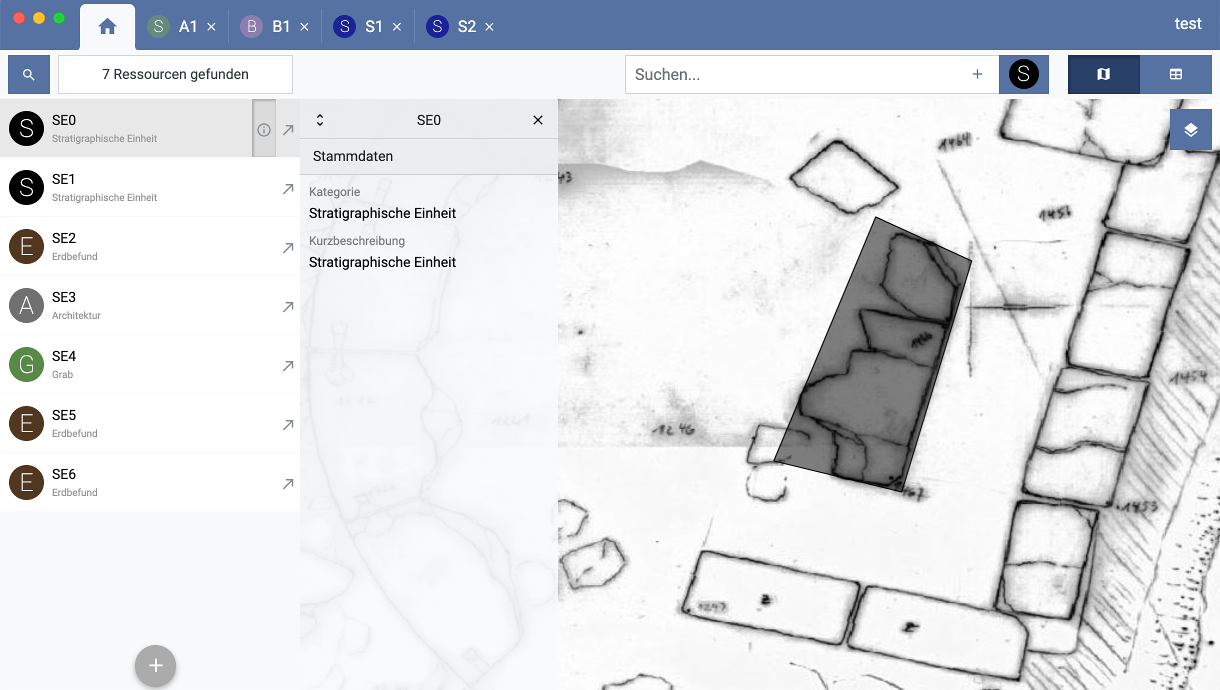 S A1 × B B1 × S S1 × S S2 ×
test
7 Ressourcen gefunden
Suchen...
+
S
S
SE0
Stratigraphische Einheit
S
SE1
Stratigraphische Einheit
E
SE2
Erdbefund
A
SE3
Architektur
G
SE4
Grab
E
SE5
Erdbefund
E
SE6
Erdbefund
+
SE0
Stammdaten
Kategorie
Stratigraphische Einheit
Kurzbeschreibung
Stratigraphische Einheit
1464
1456
1454
1246
1453
1247